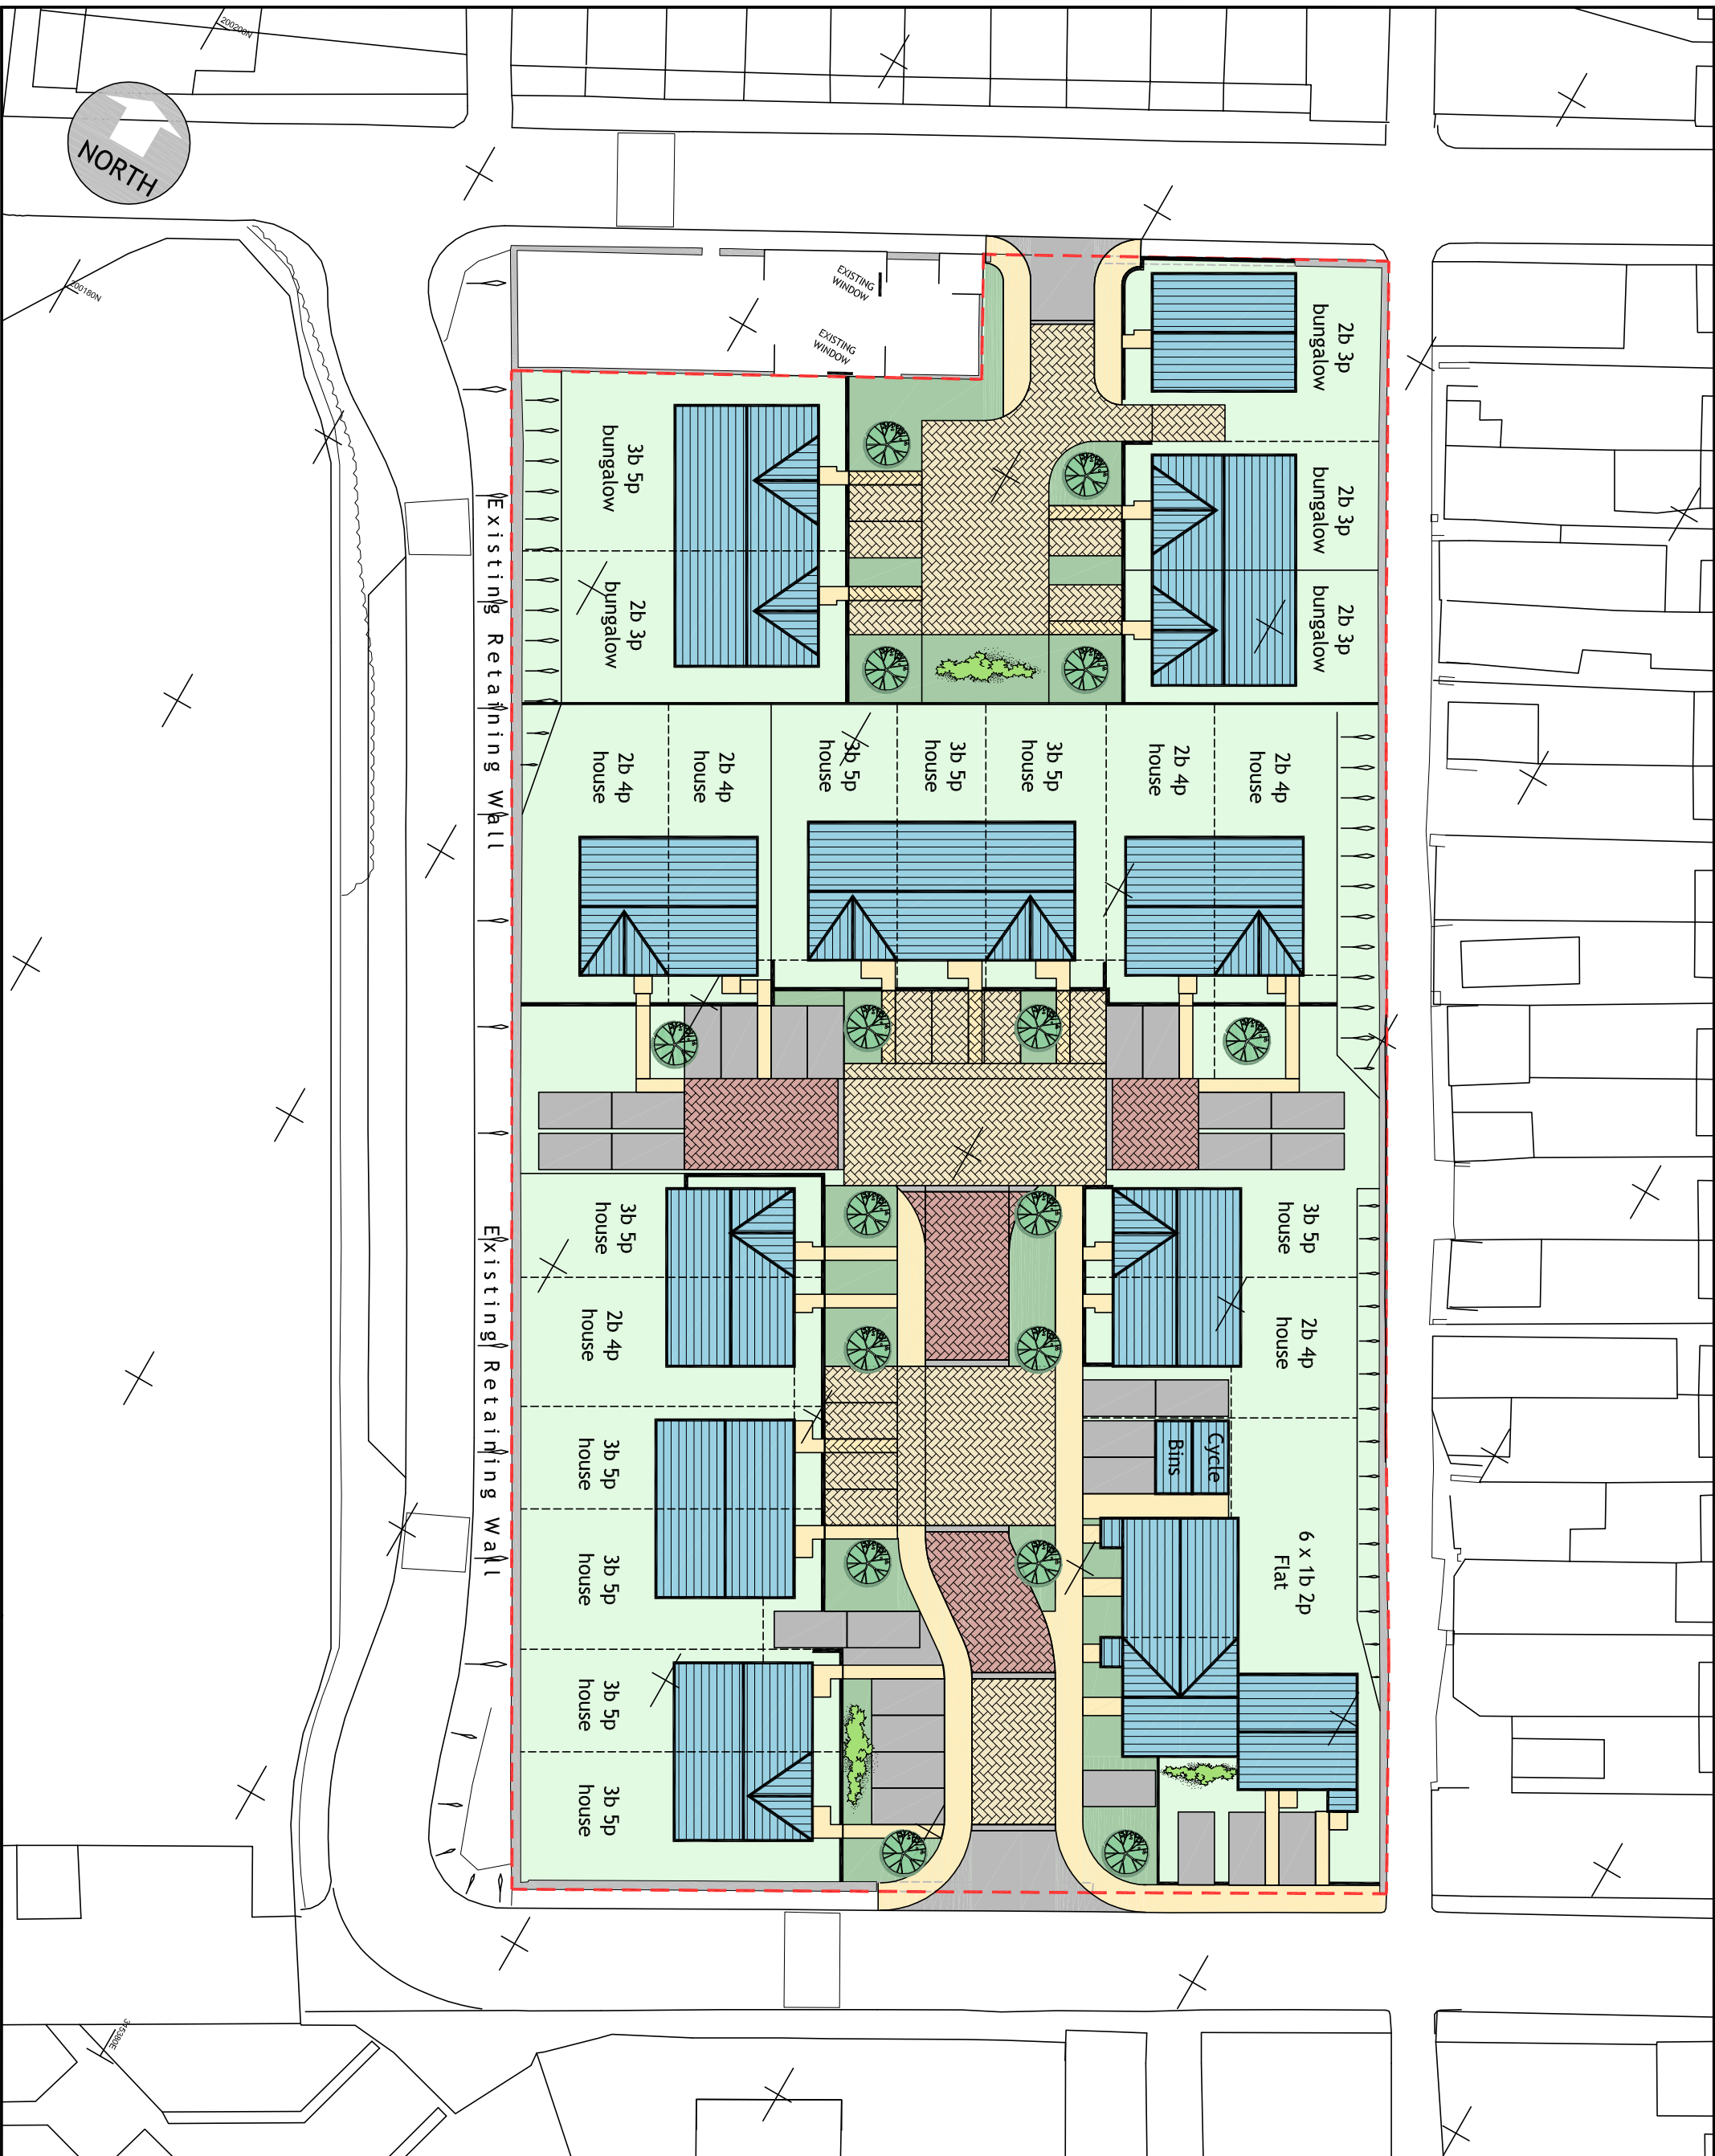 200200N
NORTH
200180N
EXISTING
WINDOW
EXISTING
WINDOW
2b 3p
bungalow
3b 5p
bungalow
2b 3p
bungalow
2b 3p
bungalow
2b 3p
bungalow
Existing Retaining Wall
2b 4p
house
2b 4p
house
3b 5p
house
3b 5p
house
3b 5p
house
2b 4p
house
2b 4p
house
3b 5p
house
3b 5p
house
Existing Retaining Wall
2b 4p
house
2b 4p
house
3b 5p
house
Cycle
Bins
3b 5p
house
6 x 1b 2p
Flat
3b 5p
house
3b 5p
house
315380E